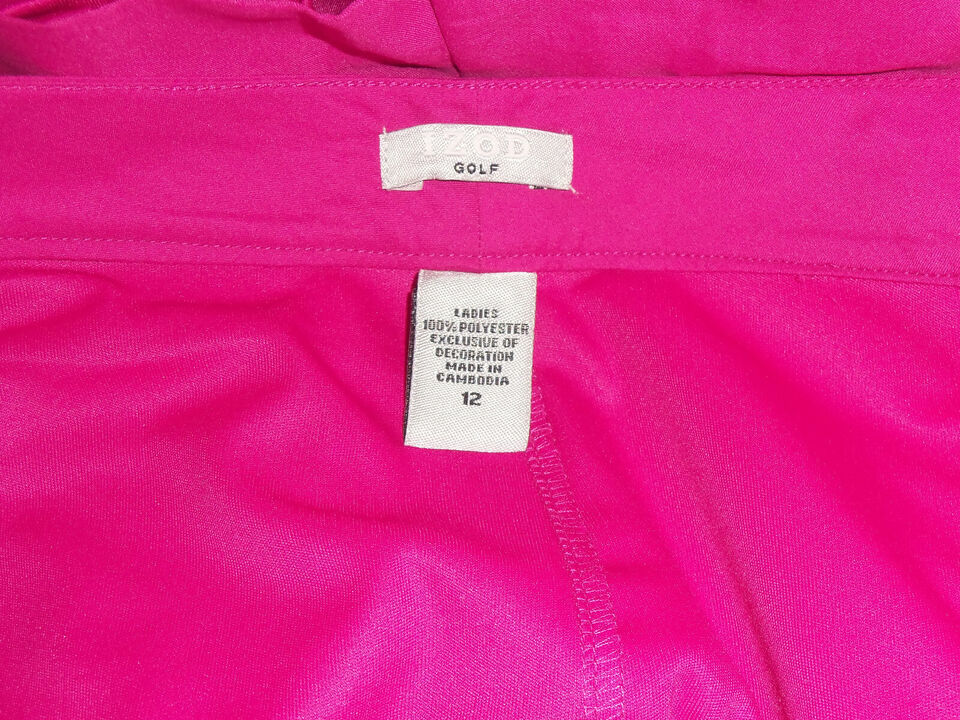 IZOD
GOLF
LADIES
100% POLYESTER
EXCLUSIVE OF
DECORATION
MADE IN
CAMBODIA
12